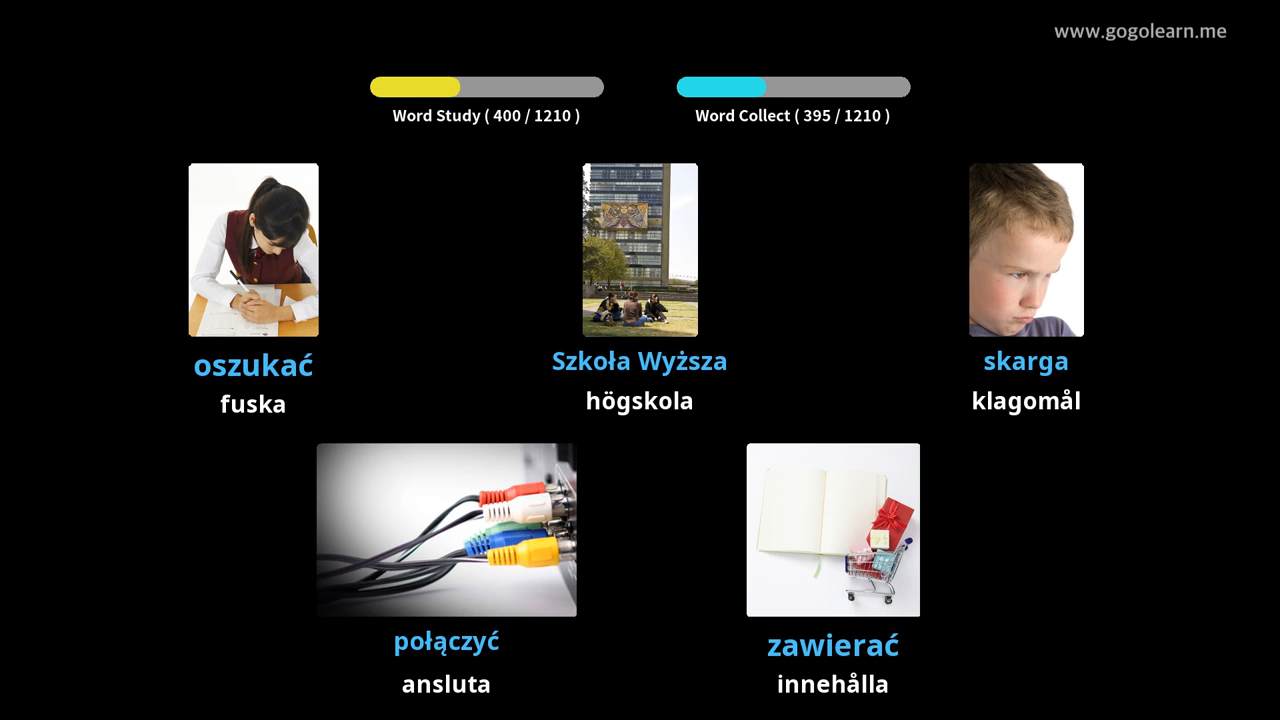 www.gogolearn.me
Word Study ( 400 / 1210 )
Word Collect ( 395 / 1210 )
oszukać
fuska
Szkoła Wyższa
högskola
skarga
klagomål
połączyć
ansluta
zawierać
innehålla